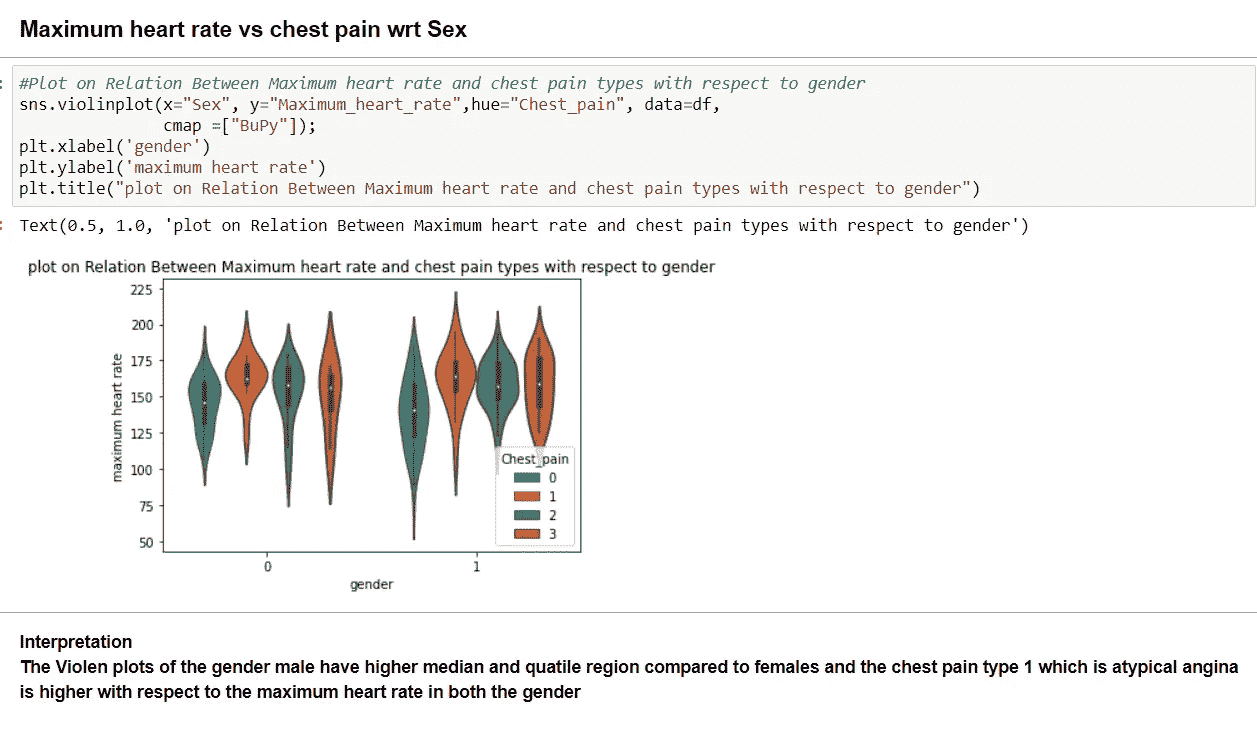 Maximum heart rate vs chest pain wrt Sex
#Plot on Relation Between Maximum heart rate and chest pain types with respect to gender
sns.violinplot(x="Sex", y="Maximum_heart_rate",hue="Chest_pain", data=df,
cmap =["BuPy"]);
plt.xlabel('gender')
plt.ylabel('maximum heart rate')
plt.title("plot on Relation Between Maximum heart rate and chest pain types with respect to gender")
Text(0.5, 1.0, 'plot on Relation Between Maximum heart rate and chest pain types with respect to gender')
plot on Relation Between Maximum heart rate and chest pain types with respect to gender
225
200
175
150
125
100
75
50
maximum heart rate
Chest_pain
0
1
2
3
0
1
gender
Interpretation
The Violen plots of the gender male have higher median and quatile region compared to females and the chest pain type 1 which is atypical angina
is higher with respect to the maximum heart rate in both the gender